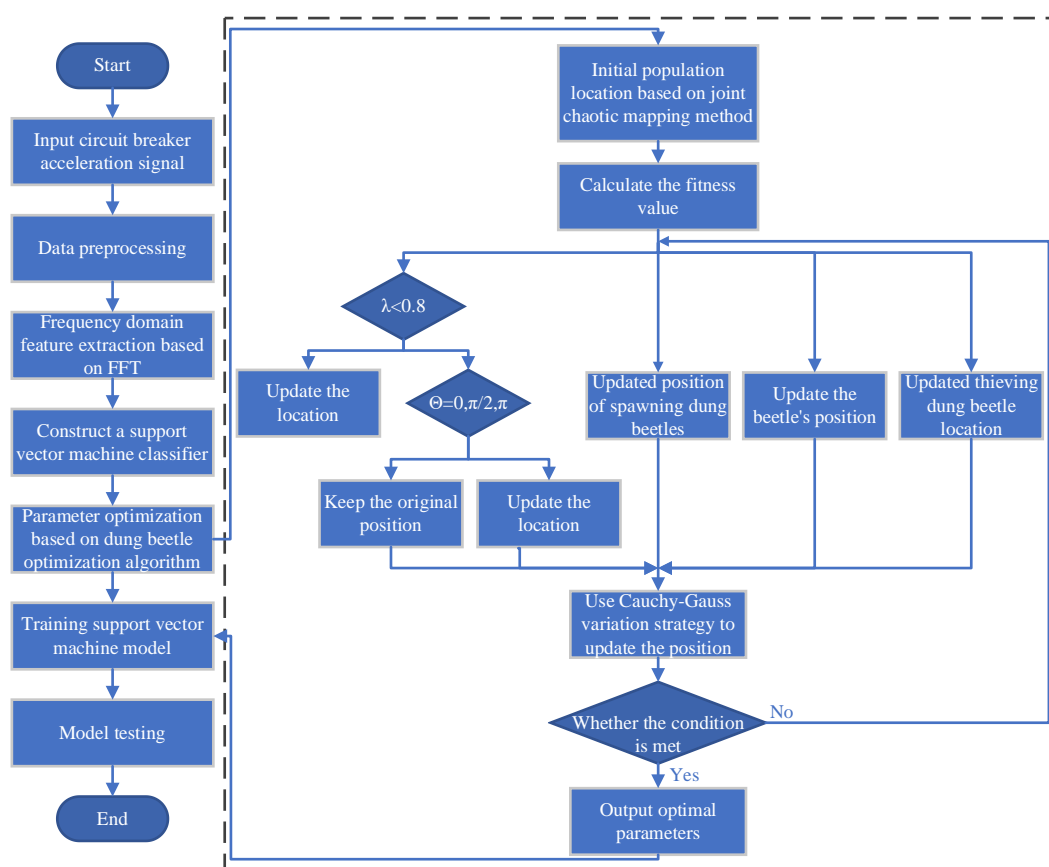 Start
Input circuit breaker
acceleration signal
Data preprocessing
Frequency domain
feature extraction based
on FFT
Construct a support
vector machine classifier
Parameter optimization
based on dung beetle
optimization algorithm
Training support vector
machine model
Model testing
End
Initial population
location based on joint
chaotic mapping method
Calculate the fitness
value
λ<0.8
Update the
location
Θ=0,π/2,π
Keep the original
position
Update the
location
Updated position
of spawning dung
beetles
Update the
beetle's position
Updated thieving
dung beetle
location
Use Cauchy-Gauss
variation strategy to
update the position
Whether the condition
is met
No
Yes
Output optimal
parameters